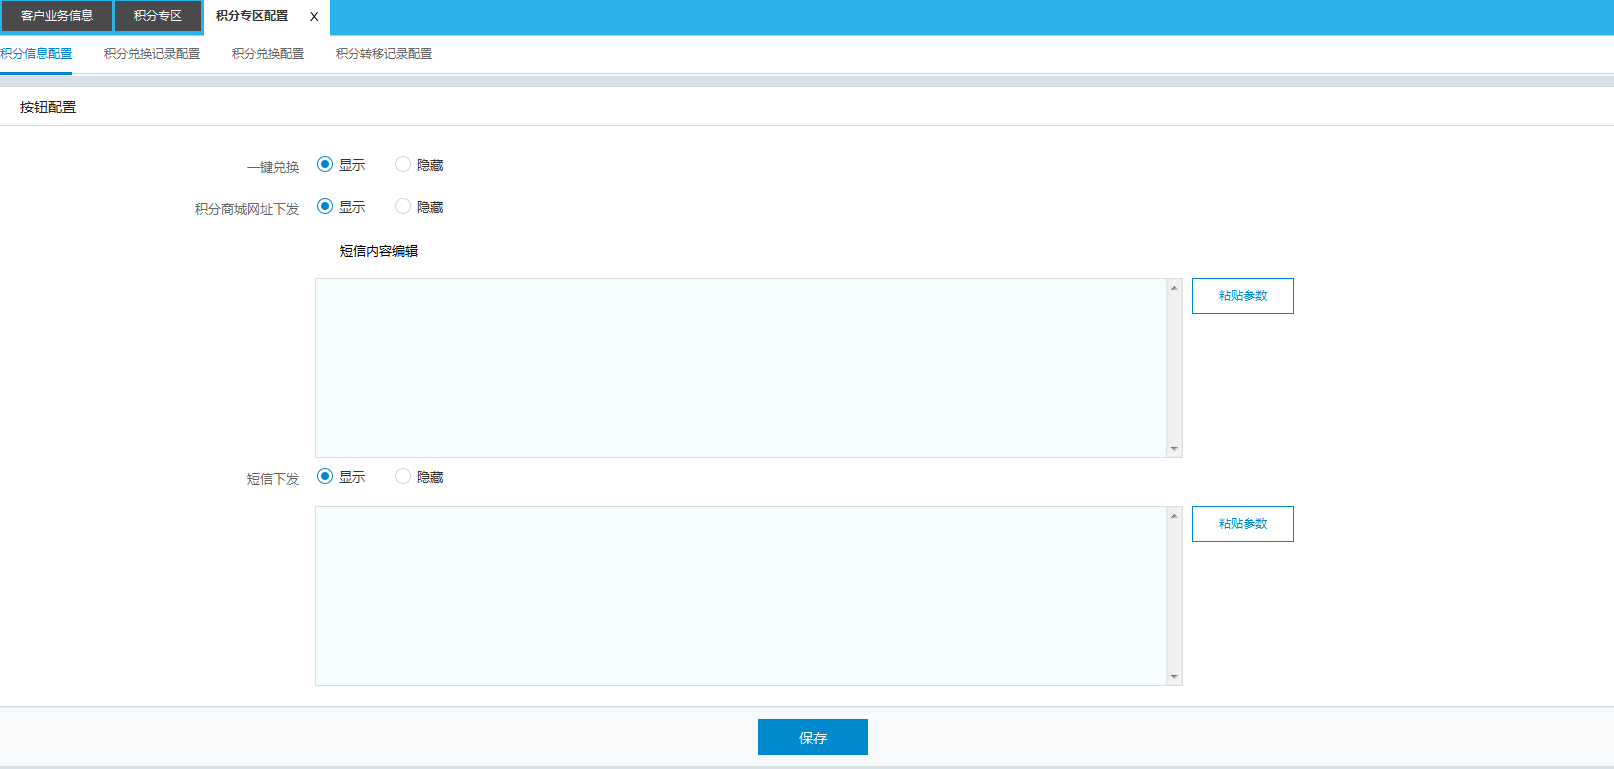 客户业务信息 积分专区 积分专区配置 X
积分信息配置 积分兑换记录配置 积分兑换配置 积分转移记录配置
按钮配置
一键兑换 显示 隐藏
积分商城网址下发 显示 隐藏
短信内容编辑
粘贴参数
短信下发 显示 隐藏
粘贴参数
保存